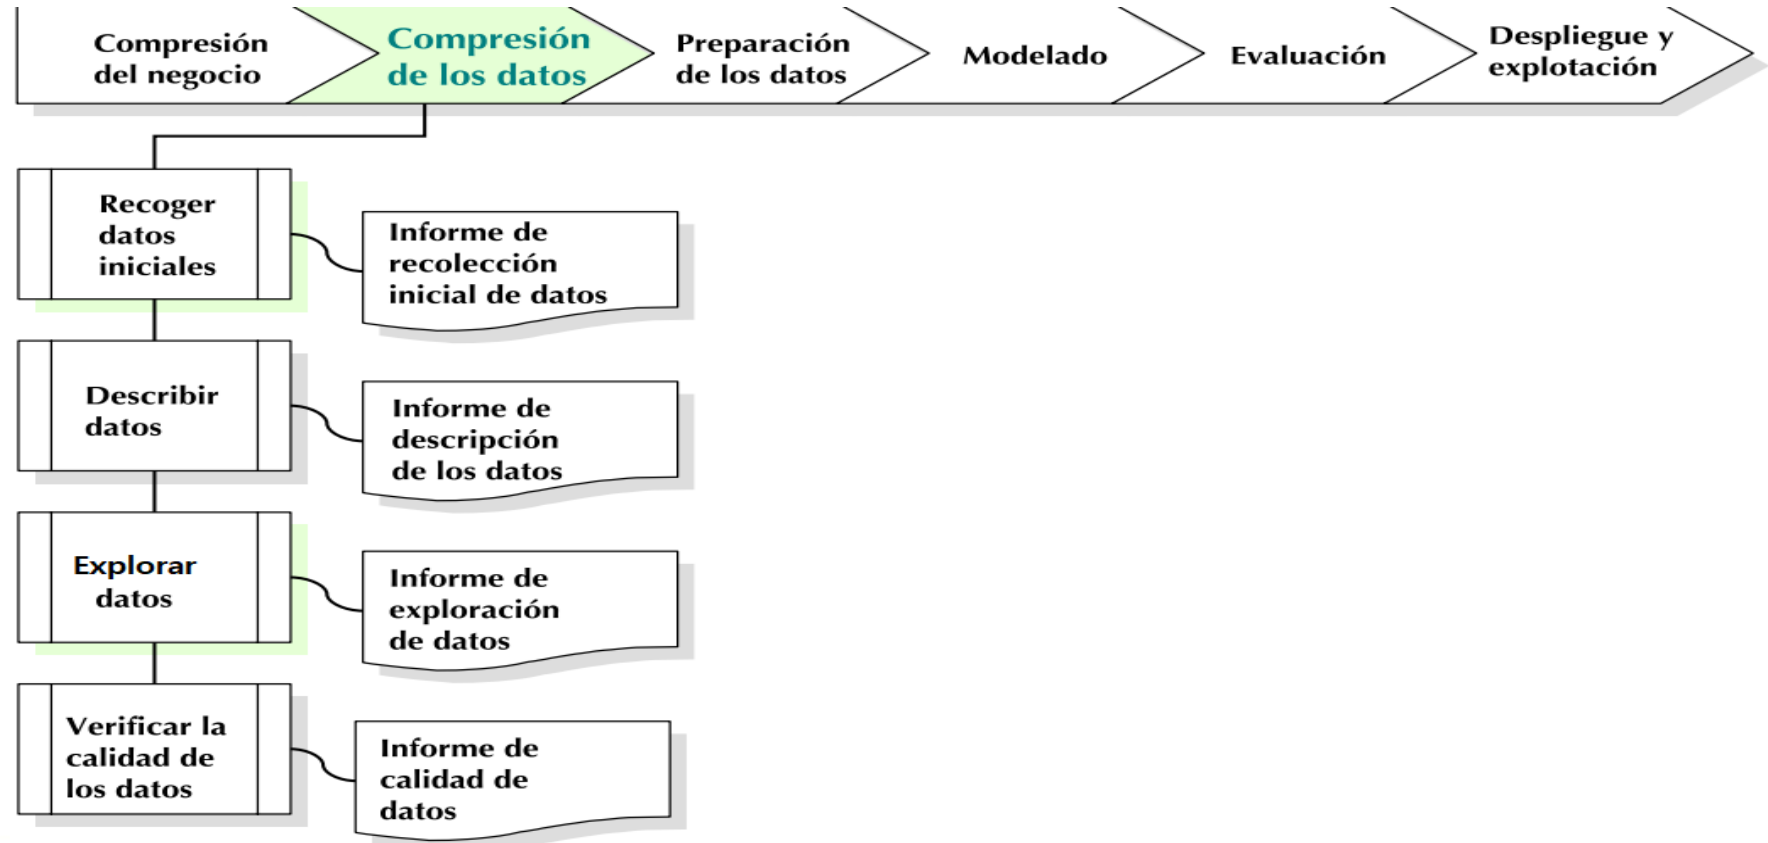 Compresión
del negocio
Compresión
de los datos
Preparación
de los datos
Modelado
Evaluación
Despliegue y
explotación
Recoger
datos
iniciales
Informe de
recolección
inicial de datos
Describir
datos
Informe de
descripción
de los datos
Explorar
datos
Informe de
exploración
de datos
Verificar la
calidad de
los datos
Informe de
calidad de
datos